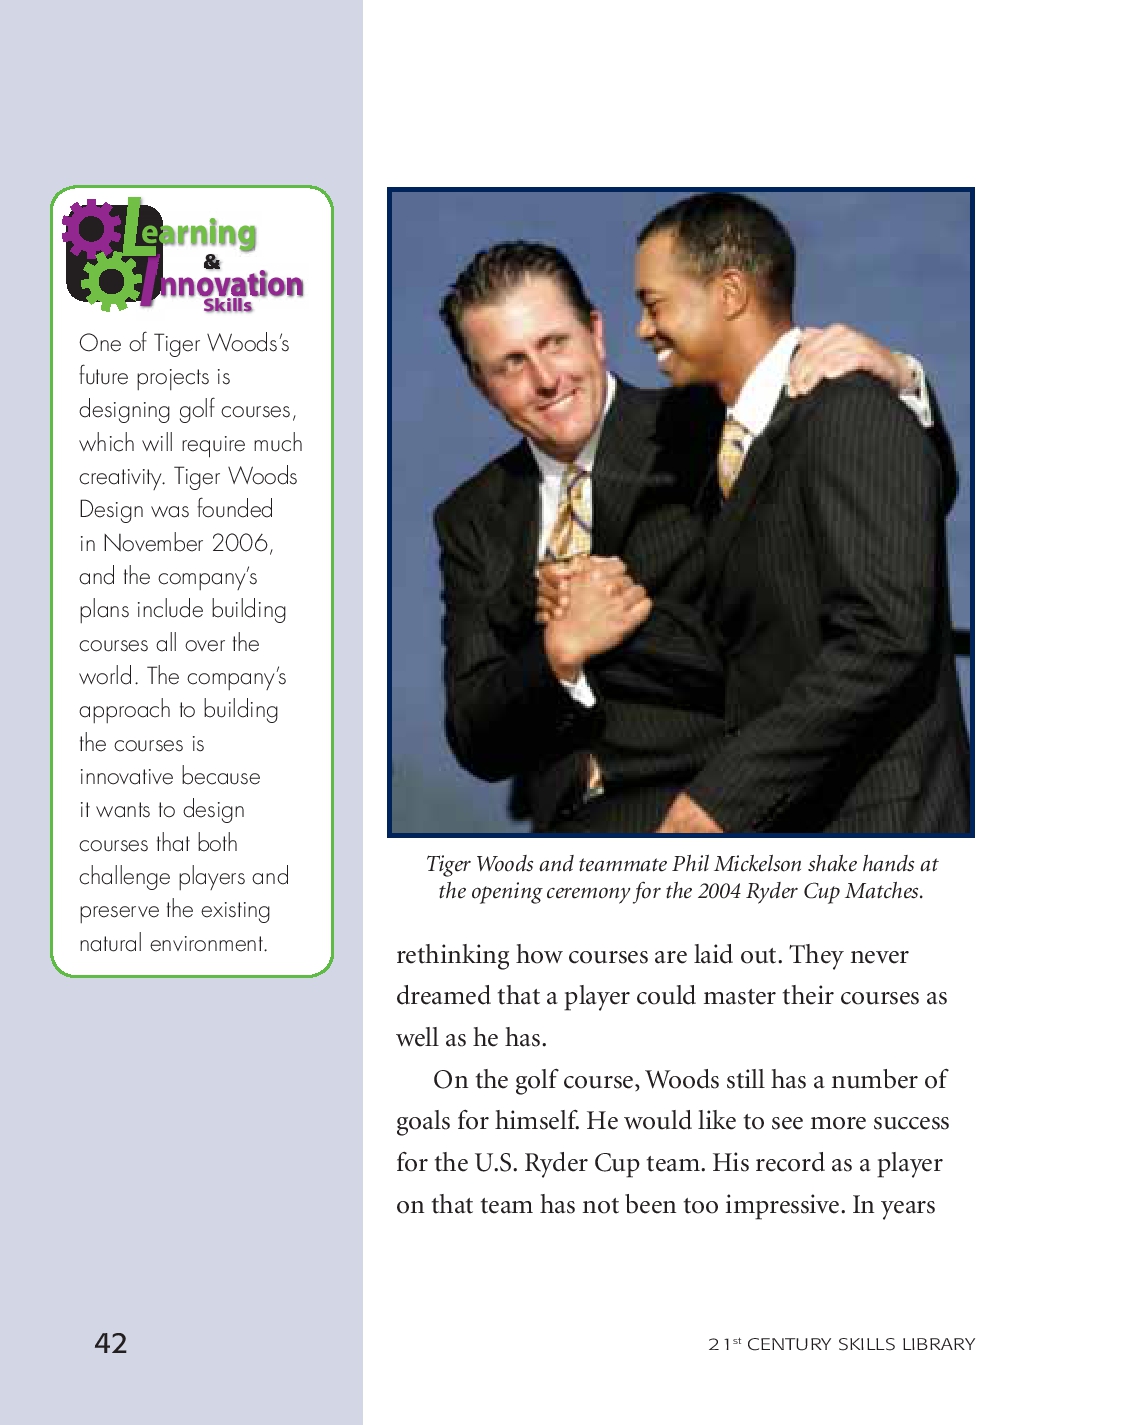 Learning
&
Innovation
Skills
One of Tiger Woods's
future projects is
designing golf courses,
which will require much
creativity. Tiger Woods
Design was founded
in November 2006,
and the company's
plans include building
courses all over the
world. The company's
approach to building
the courses is
innovative because
it wants to design
courses that both
challenge players and
preserve the existing
natural environment.
Tiger Woods and teammate Phil Mickelson shake hands at
the opening ceremony for the 2004 Ryder Cup Matches.
rethinking how courses are laid out. They never
dreamed that a player could master their courses as
well as he has.
On the golf course, Woods still has a number of
goals for himself. He would like to see more success
for the U.S. Ryder Cup team. His record as a player
on that team has not been too impressive. In years
42
21st CENTURY SKILLS LIBRARY